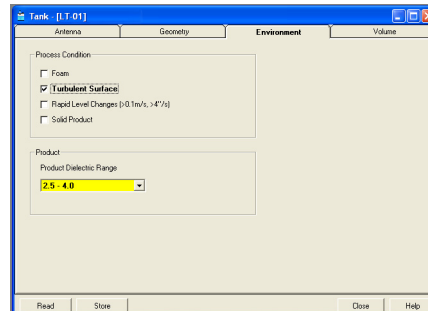 Tank - [LT-01]
Antenna Geometry Environment Volume
Process Condition
Foam
Turbulent Surface
Rapid Level Changes (>0.1m/s, >4"/s)
Solid Product
Product
Product Dielectric Range
2.5 - 4.0
Read Store Close Help